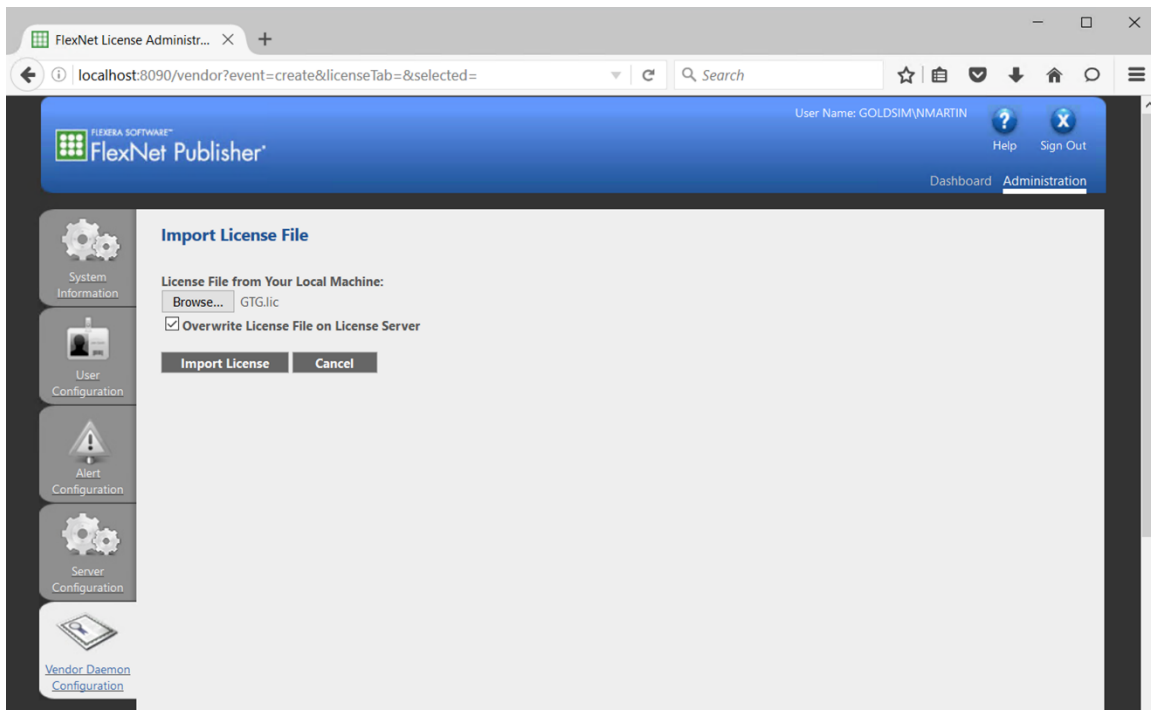 FlexNet License Administr...
localhost:8090/vendor?event=create&licenseTab=&selected=
Search
User Name: GOLDSIM\NMARTIN
Help
Sign Out
FLEXERA SOFTWARE™
FlexNet Publisher®
Dashboard
Administration
System
Information
User
Configuration
Alert
Configuration
Server
Configuration
Vendor Daemon
Configuration
Import License File
License File from Your Local Machine:
Browse... GTG.lic
Overwrite License File on License Server
Import License Cancel